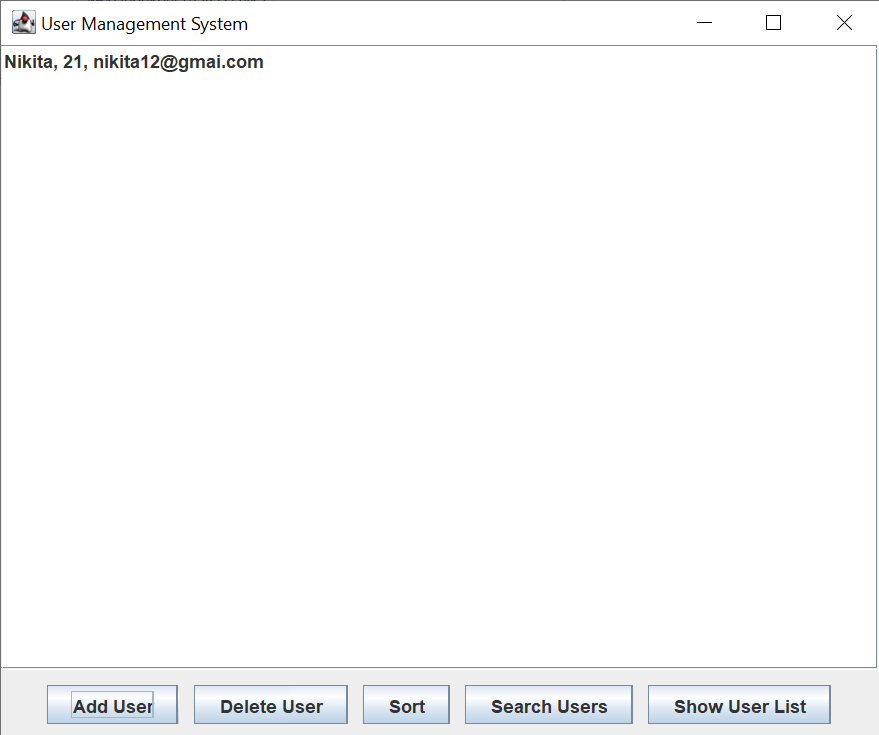 User Management System
Nikita, 21, nikita12@gmai.com
Add User
Delete User
Sort
Search Users
Show User List